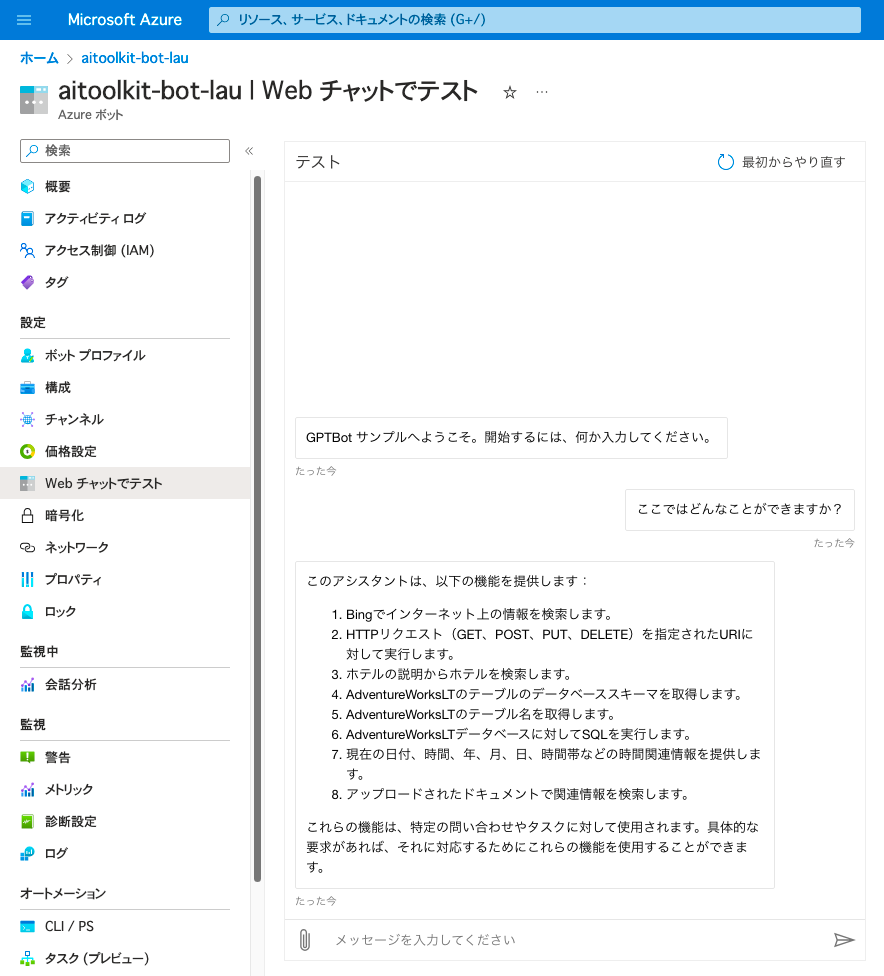 Microsoft Azure
リソース、サービス、ドキュメントの検索 (G+/)
ホーム > aitoolkit-bot-lau
aitoolkit-bot-lau | Web チャットでテスト ☆ …
Azure ボット
検索
«
概要
アクティビティ ログ
アクセス制御 (IAM)
タグ
設定
ボット プロファイル
構成
チャンネル
価格設定
Web チャットでテスト
暗号化
ネットワーク
プロパティ
ロック
監視中
会話分析
監視
警告
メトリック
診断設定
ログ
オートメーション
CLI / PS
タスク (プレビュー)
テスト
最初からやり直す
GPTBot サンプルへようこそ。開始するには、何か入力してください。
たった今
ここではどんなことができますか？
たった今
このアシスタントは、以下の機能を提供します：
1. Bingでインターネット上の情報を検索します。
2. HTTPリクエスト（GET、POST、PUT、DELETE）を指定されたURIに
対して実行します。
3. ホテルの説明からホテルを検索します。
4. AdventureWorksLTのテーブルのデータベーススキーマを取得します。
5. AdventureWorksLTのテーブル名を取得します。
6. AdventureWorksLTデータベースに対してSQLを実行します。
7. 現在の日付、時間、年、月、日、時間帯などの時間関連情報を提供しま
す。
8. アップロードされたドキュメントで関連情報を検索します。
これらの機能は、特定の問い合わせやタスクに対して使用されます。具体的な
要求があれば、それに対応するためにこれらの機能を使用することができま
す。
たった今
メッセージを入力してください